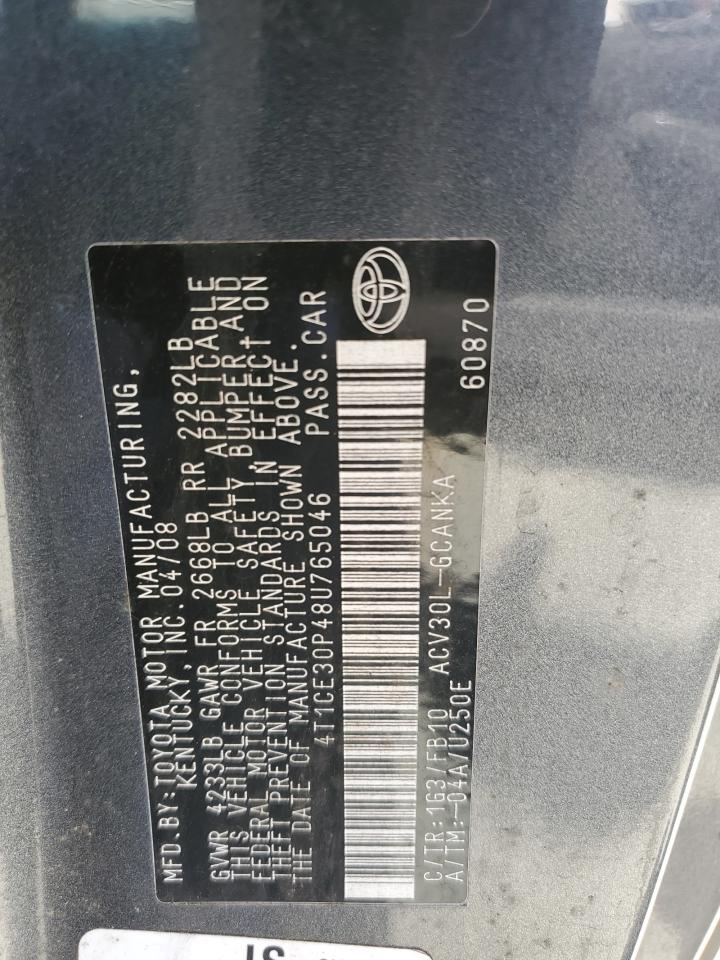 MFD.BY:TOYOTA MOTOR MANUFACTURING,
KENTUCKY,INC.04/08
GVWR 4233LB GAWR FR 2668LB RR 2282LB
THIS VEHICLE CONFORMS TO ALL APPLICABLE
FEDERA MOTOR VEHICLE SAFETY,BUMPER,AND
THEFT PREVENTION STANDARDS IN EFFECT ON
THE DATE OF MANUFACTURE SHOWN ABOVE.
4T1CE30P48U765046 PASS.CAR
C/TR:1G3/FB10 ACV30L-GCANKA
A/TM:-04A/U250E 60870